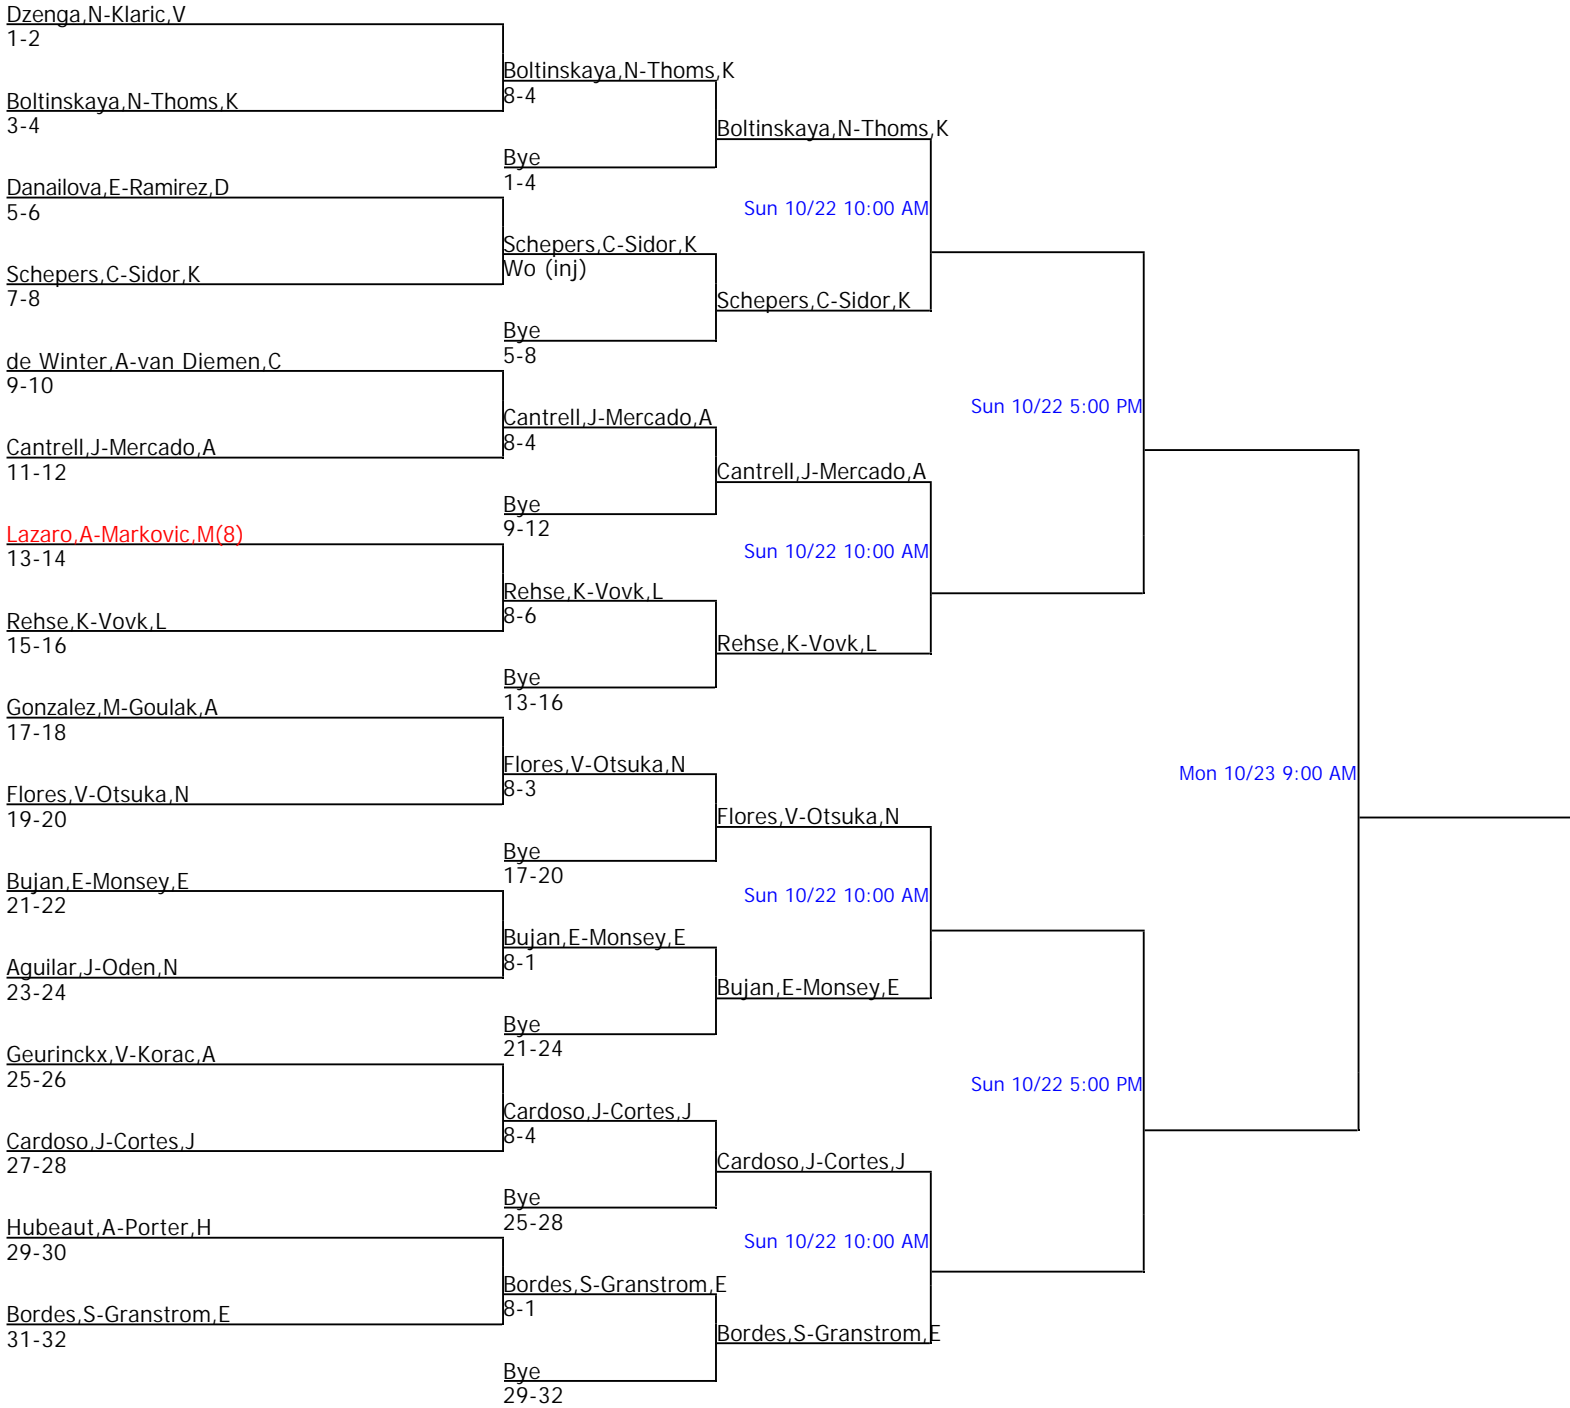 Dzenga,N-Klaric,V
1-2
Boltinskaya,N-Thoms,K
3-4
Danailova,E-Ramirez,D
5-6
Schepers,C-Sidor,K
7-8
de Winter,A-van Diemen,C
9-10
Cantrell,J-Mercado,A
11-12
Lazaro,A-Markovic,M(8)
13-14
Rehse,K-Vovk,L
15-16
Gonzalez,M-Goulak,A
17-18
Flores,V-Otsuka,N
19-20
Bujan,E-Monsey,E
21-22
Aguilar,J-Oden,N
23-24
Geurinckx,V-Korac,A
25-26
Cardoso,J-Cortes,J
27-28
Hubeaut,A-Porter,H
29-30
Bordes,S-Granstrom,E
31-32
Boltinskaya,N-Thoms,K
8-4
Bye
1-4
Schepers,C-Sidor,K
Wo (inj)
Bye
5-8
Cantrell,J-Mercado,A
8-4
Bye
9-12
Rehse,K-Vovk,L
8-6
Bye
13-16
Flores,V-Otsuka,N
8-3
Bye
17-20
Bujan,E-Monsey,E
8-1
Bye
21-24
Cardoso,J-Cortes,J
8-4
Bye
25-28
Bordes,S-Granstrom,E
8-1
Bye
29-32
Boltinskaya,N-Thoms,K
Sun 10/22 10:00 AM
Schepers,C-Sidor,K
Cantrell,J-Mercado,A
Sun 10/22 10:00 AM
Rehse,K-Vovk,L
Flores,V-Otsuka,N
Sun 10/22 10:00 AM
Bujan,E-Monsey,E
Cardoso,J-Cortes,J
Sun 10/22 10:00 AM
Bordes,S-Granstrom,E
Sun 10/22 5:00 PM
Sun 10/22 5:00 PM
Mon 10/23 9:00 AM